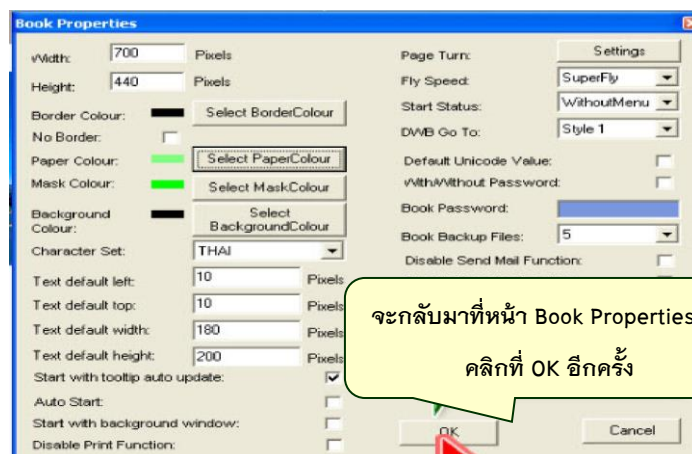 Book Properties
Width: 700 Pixels
Height: 440 Pixels
Border Colour: Select BorderColour
No Border:
Paper Colour: Select PaperColour
Mask Colour: Select MaskColour
Background Colour: Select BackgroundColour
Character Set: THAI
Text default left: 10 Pixels
Text default top: 10 Pixels
Text default width: 180 Pixels
Text default height: 200 Pixels
Start with tooltip auto update:
Auto Start:
Start with background window:
Disable Print Function:
Page Turn: Settings
Fly Speed: SuperFly
Start Status: WithoutMenu
DWB Go To: Style 1
Default Unicode Value:
With/Without Password:
Book Password:
Book Backup Files: 5
Disable Send Mail Function:
จะกลับมาที่หน้า Book Properties
คลิกที่ OK อีกครั้ง
OK Cancel